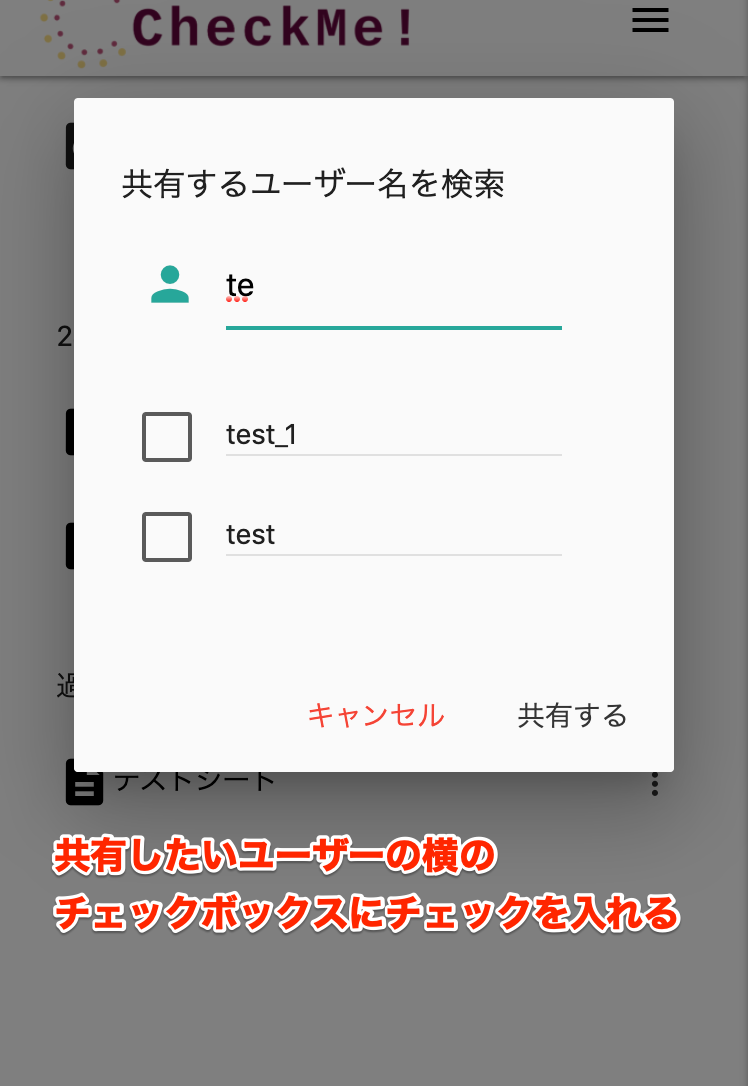 CheckMe!
共有するユーザー名を検索
te
2
test_1
test
過
キャンセル
共有する
テストシート
共有したいユーザーの横の
チェックボックスにチェックを入れる